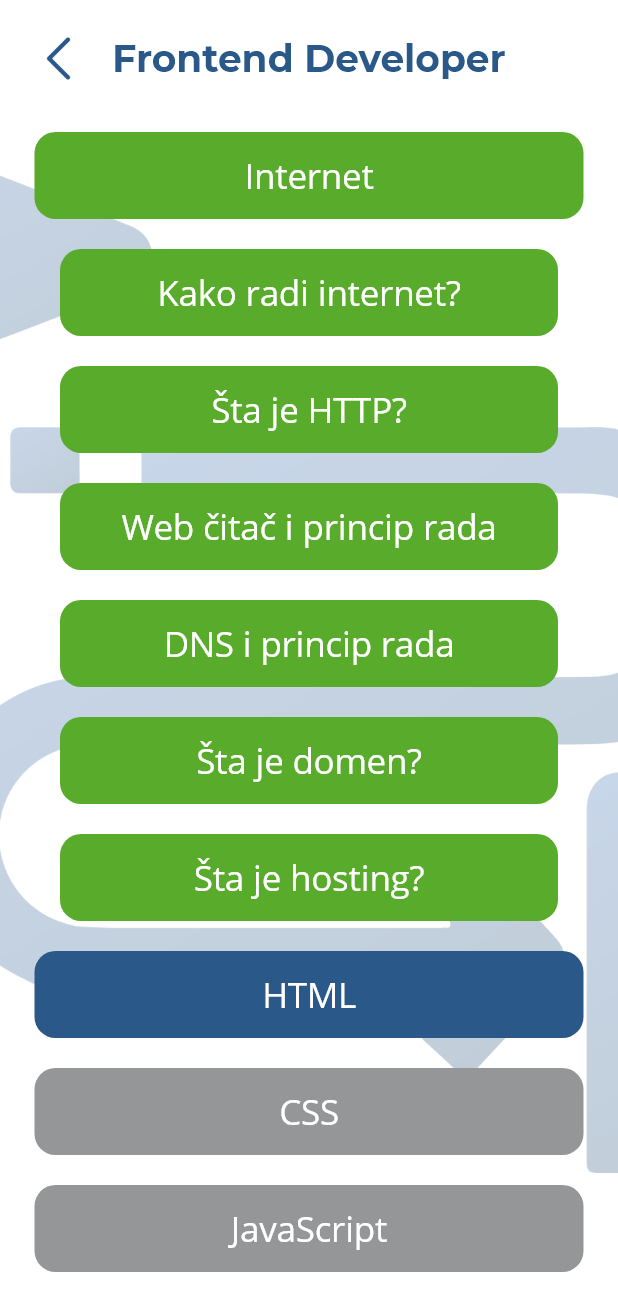 Frontend Developer
Internet
Kako radi internet?
Šta je HTTP?
Web čitač i princip rada
DNS i princip rada
Šta je domen?
Šta je hosting?
HTML
CSS
JavaScript